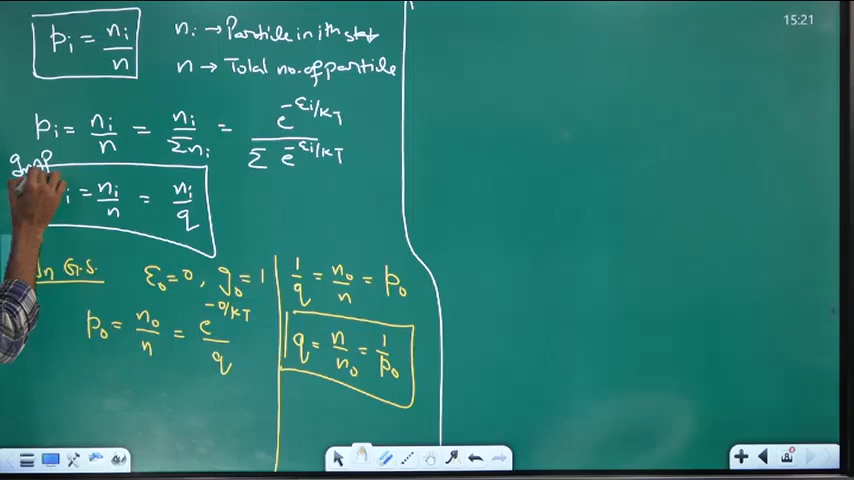 15:21
pᵢ = nᵢ/n
nᵢ → Particle in ith stat
n → Total no. of particle
pᵢ = nᵢ/n = nᵢ/Σnᵢ = e^(-εᵢ/KT) / Σ e^(-εᵢ/KT)
ᵢ = nᵢ/n = nᵢ/q
In G.S.
ε₀=0, g₀=1
p₀ = n₀/n = e^(-0/KT)/q
1/q = n₀/n = p₀
q = n/n₀ = 1/p₀